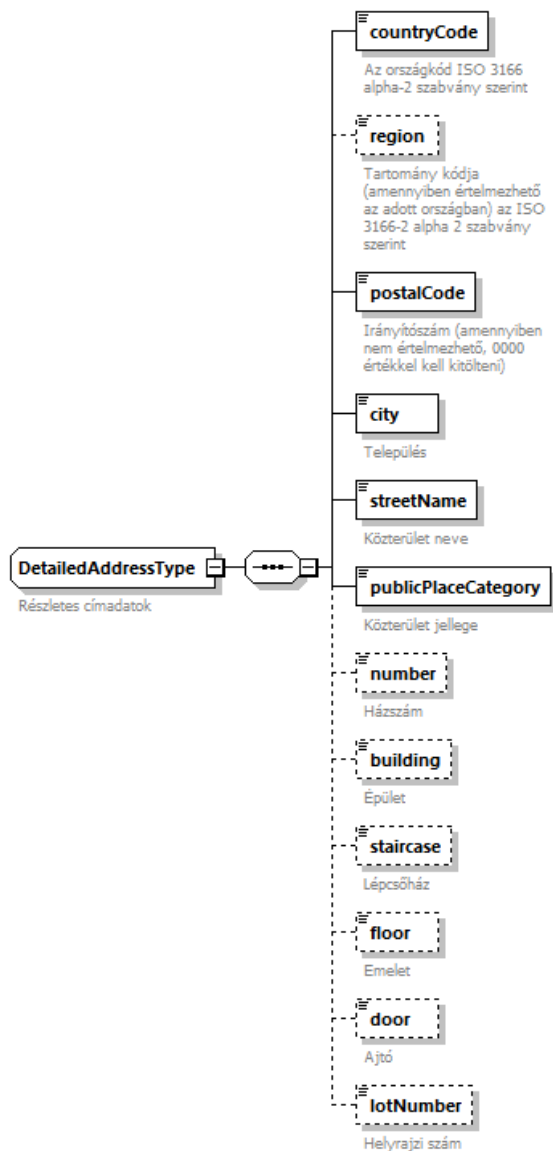 countryCode
Az országkód ISO 3166
alpha-2 szabvány szerint
region
Tartomány kódja
(amennyiben értelmezhető
az adott országban) az ISO
3166-2 alpha 2 szabvány
szerint
postalCode
Irányítószám (amennyiben
nem értelmezhető, 0000
értékkel kell kitölteni)
city
Település
streetName
Közterület neve
DetailedAddressType
Részletes címadatok
publicPlaceCategory
Közterület jellege
number
Házszám
building
Épület
staircase
Lépcsőház
floor
Emelet
door
Ajtó
lotNumber
Helyrajzi szám